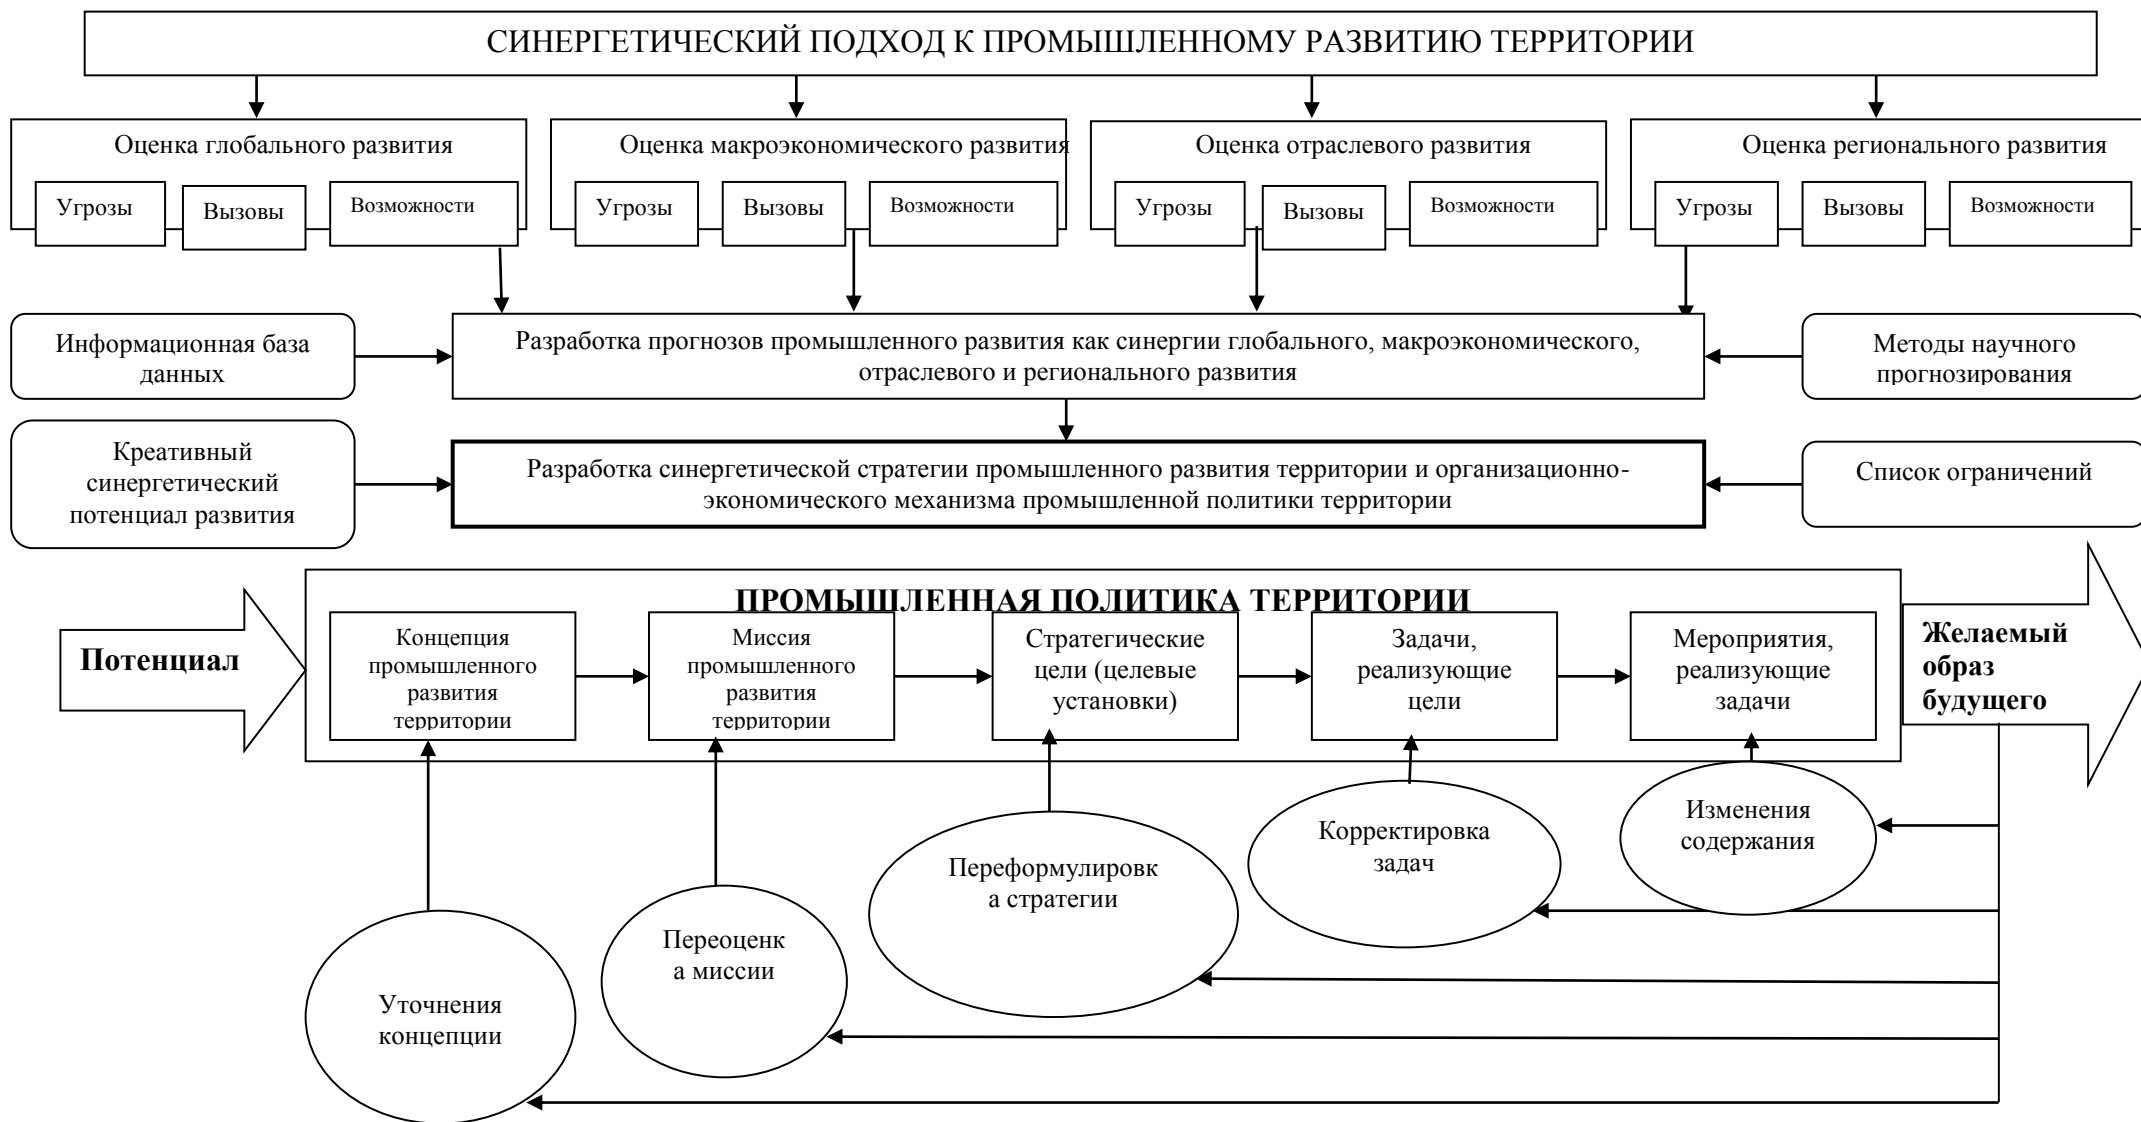 СИНЕРГЕТИЧЕСКИЙ ПОДХОД К ПРОМЫШЛЕННОМУ РАЗВИТИЮ ТЕРРИТОРИИ
Оценка глобального развития
Угрозы
Вызовы
Возможности
Оценка макроэкономического развития
Угрозы
Вызовы
Возможности
Оценка отраслевого развития
Угрозы
Вызовы
Возможности
Оценка регионального развития
Угрозы
Вызовы
Возможности
Информационная база
данных
Разработка прогнозов промышленного развития как синергии глобального, макроэкономического,
отраслевого и регионального развития
Методы научного
прогнозирования
Креативный
синергетический
потенциал развития
Разработка синергетической стратегии промышленного развития территории и организационно-
экономического механизма промышленной политики территории
Список ограничений
ПРОМЫШЛЕННАЯ ПОЛИТИКА ТЕРРИТОРИИ
Потенциал
Концепция
промышленного
развития
территории
Миссия
промышленного
развития
территории
Стратегические
цели (целевые
установки)
Задачи,
реализующие
цели
Мероприятия,
реализующие
задачи
Желаемый
образ
будущего
Уточнения
концепции
Переоценк
а миссии
Переформулировк
а стратегии
Корректировка
задач
Изменения
содержания